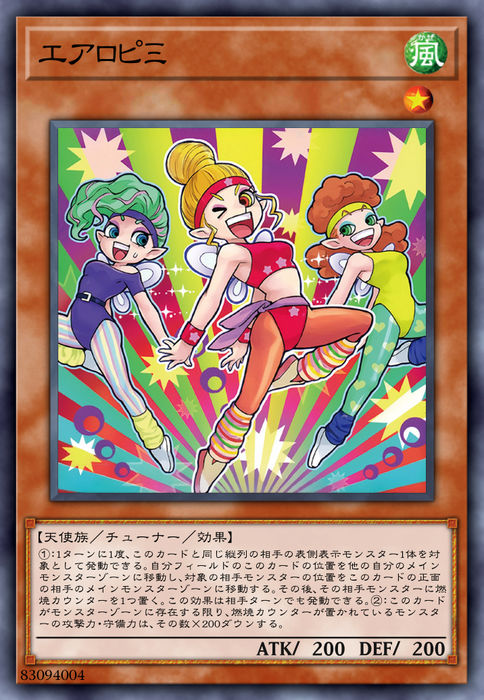 エアロピミ
かぜ
風
【天使族／チューナー／効果】
①：1ターンに1度、このカードと同じ縦列の相手の表側表示モンスター1体を対
象として発動できる。自分フィールドのこのカードの位置を他の自分のメイン
モンスターゾーンに移動し、対象の相手モンスターの位置をこのカードの正面
の相手のメインモンスターゾーンに移動する。その後、その相手モンスターに燃
焼カウンターを1つ置く。この効果は相手ターンでも発動できる。②：このカード
がモンスターゾーンに存在する限り、燃焼カウンターが置かれているモンスター
の攻撃力・守備力は、その数×200ダウンする。
ATK/ 200 DEF/ 200
83094004